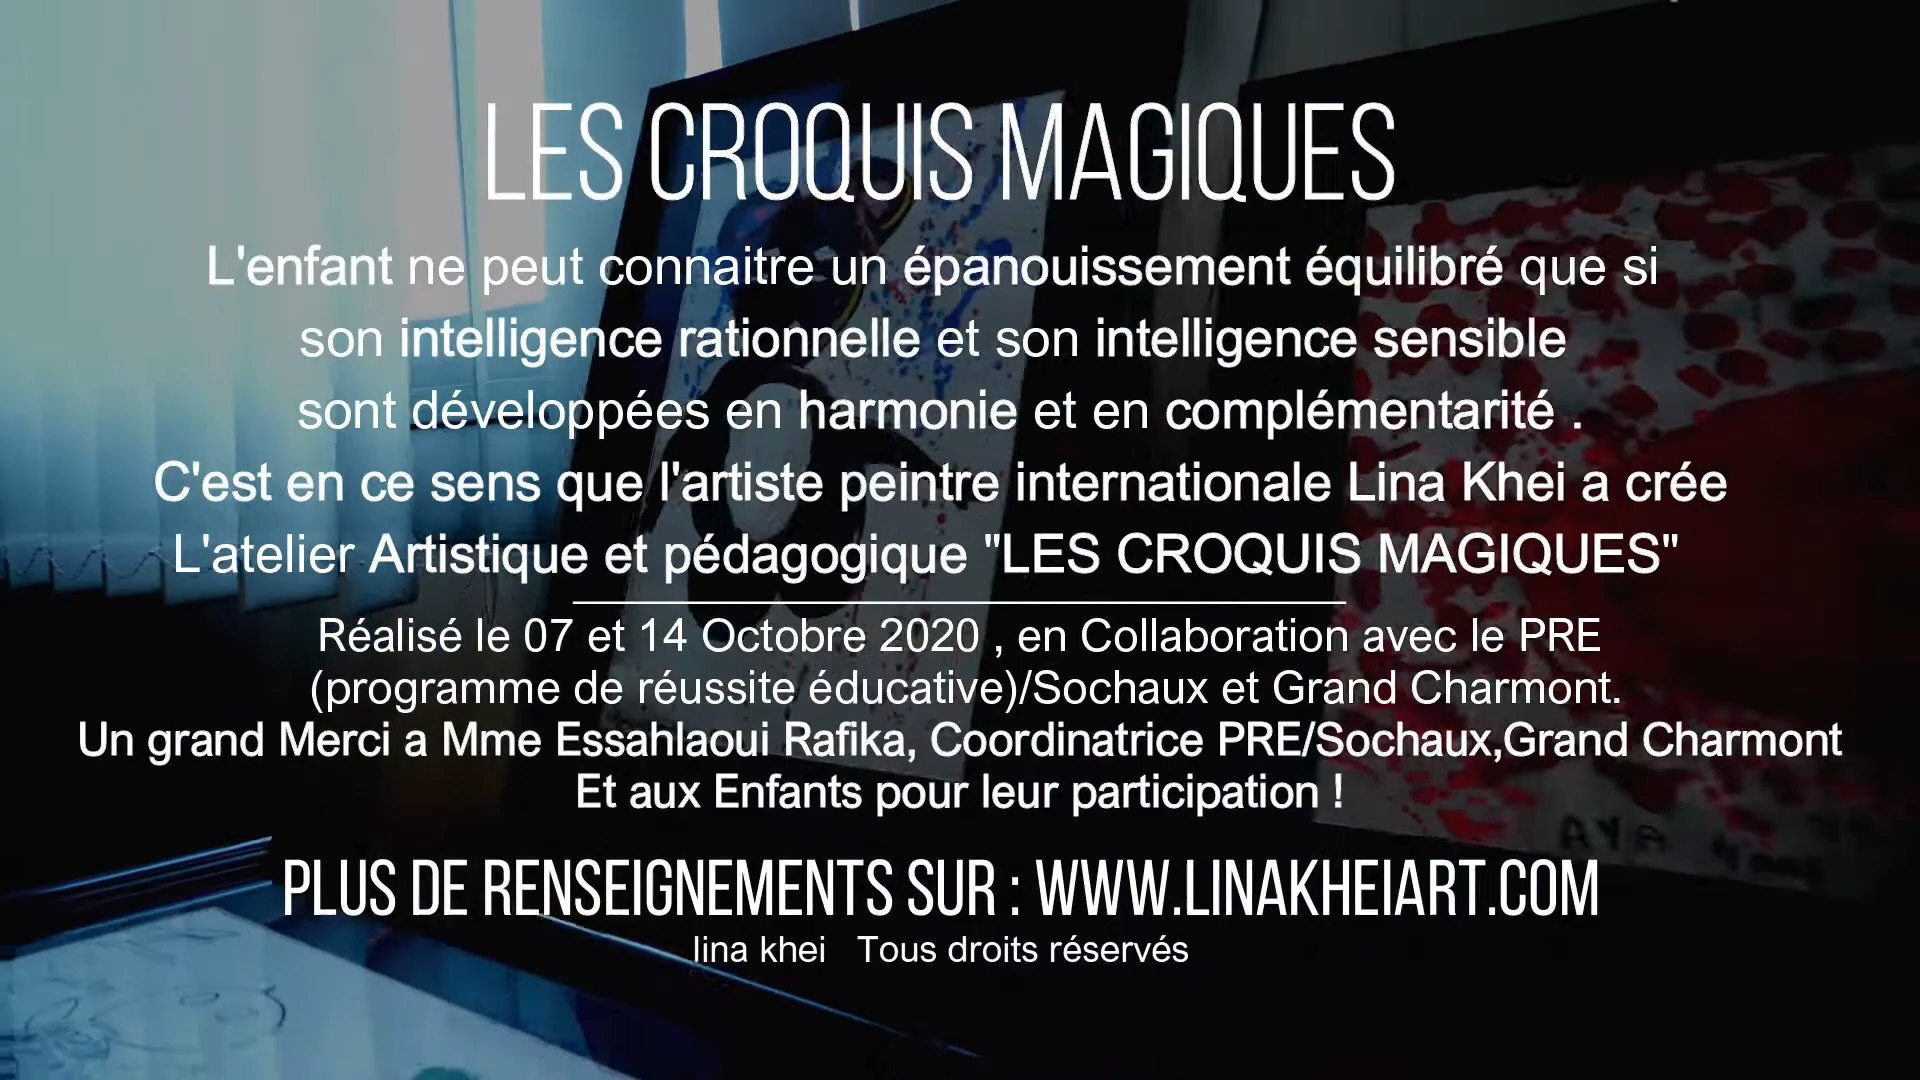 LES CROQUIS MAGIQUES
L'enfant ne peut connaitre un épanouissement équilibré que si
son intelligence rationnelle et son intelligence sensible
sont développées en harmonie et en complémentarité .
C'est en ce sens que l'artiste peintre internationale Lina Khei a crée
L'atelier Artistique et pédagogique "LES CROQUIS MAGIQUES"
Réalisé le 07 et 14 Octobre 2020 , en Collaboration avec le PRE
(programme de réussite éducative)/Sochaux et Grand Charmont.
Un grand Merci a Mme Essahlaoui Rafika, Coordinatrice PRE/Sochaux,Grand Charmont
Et aux Enfants pour leur participation !
AYA
PLUS DE RENSEIGNEMENTS SUR : WWW.LINAKHEIART.COM
lina khei Tous droits réservés